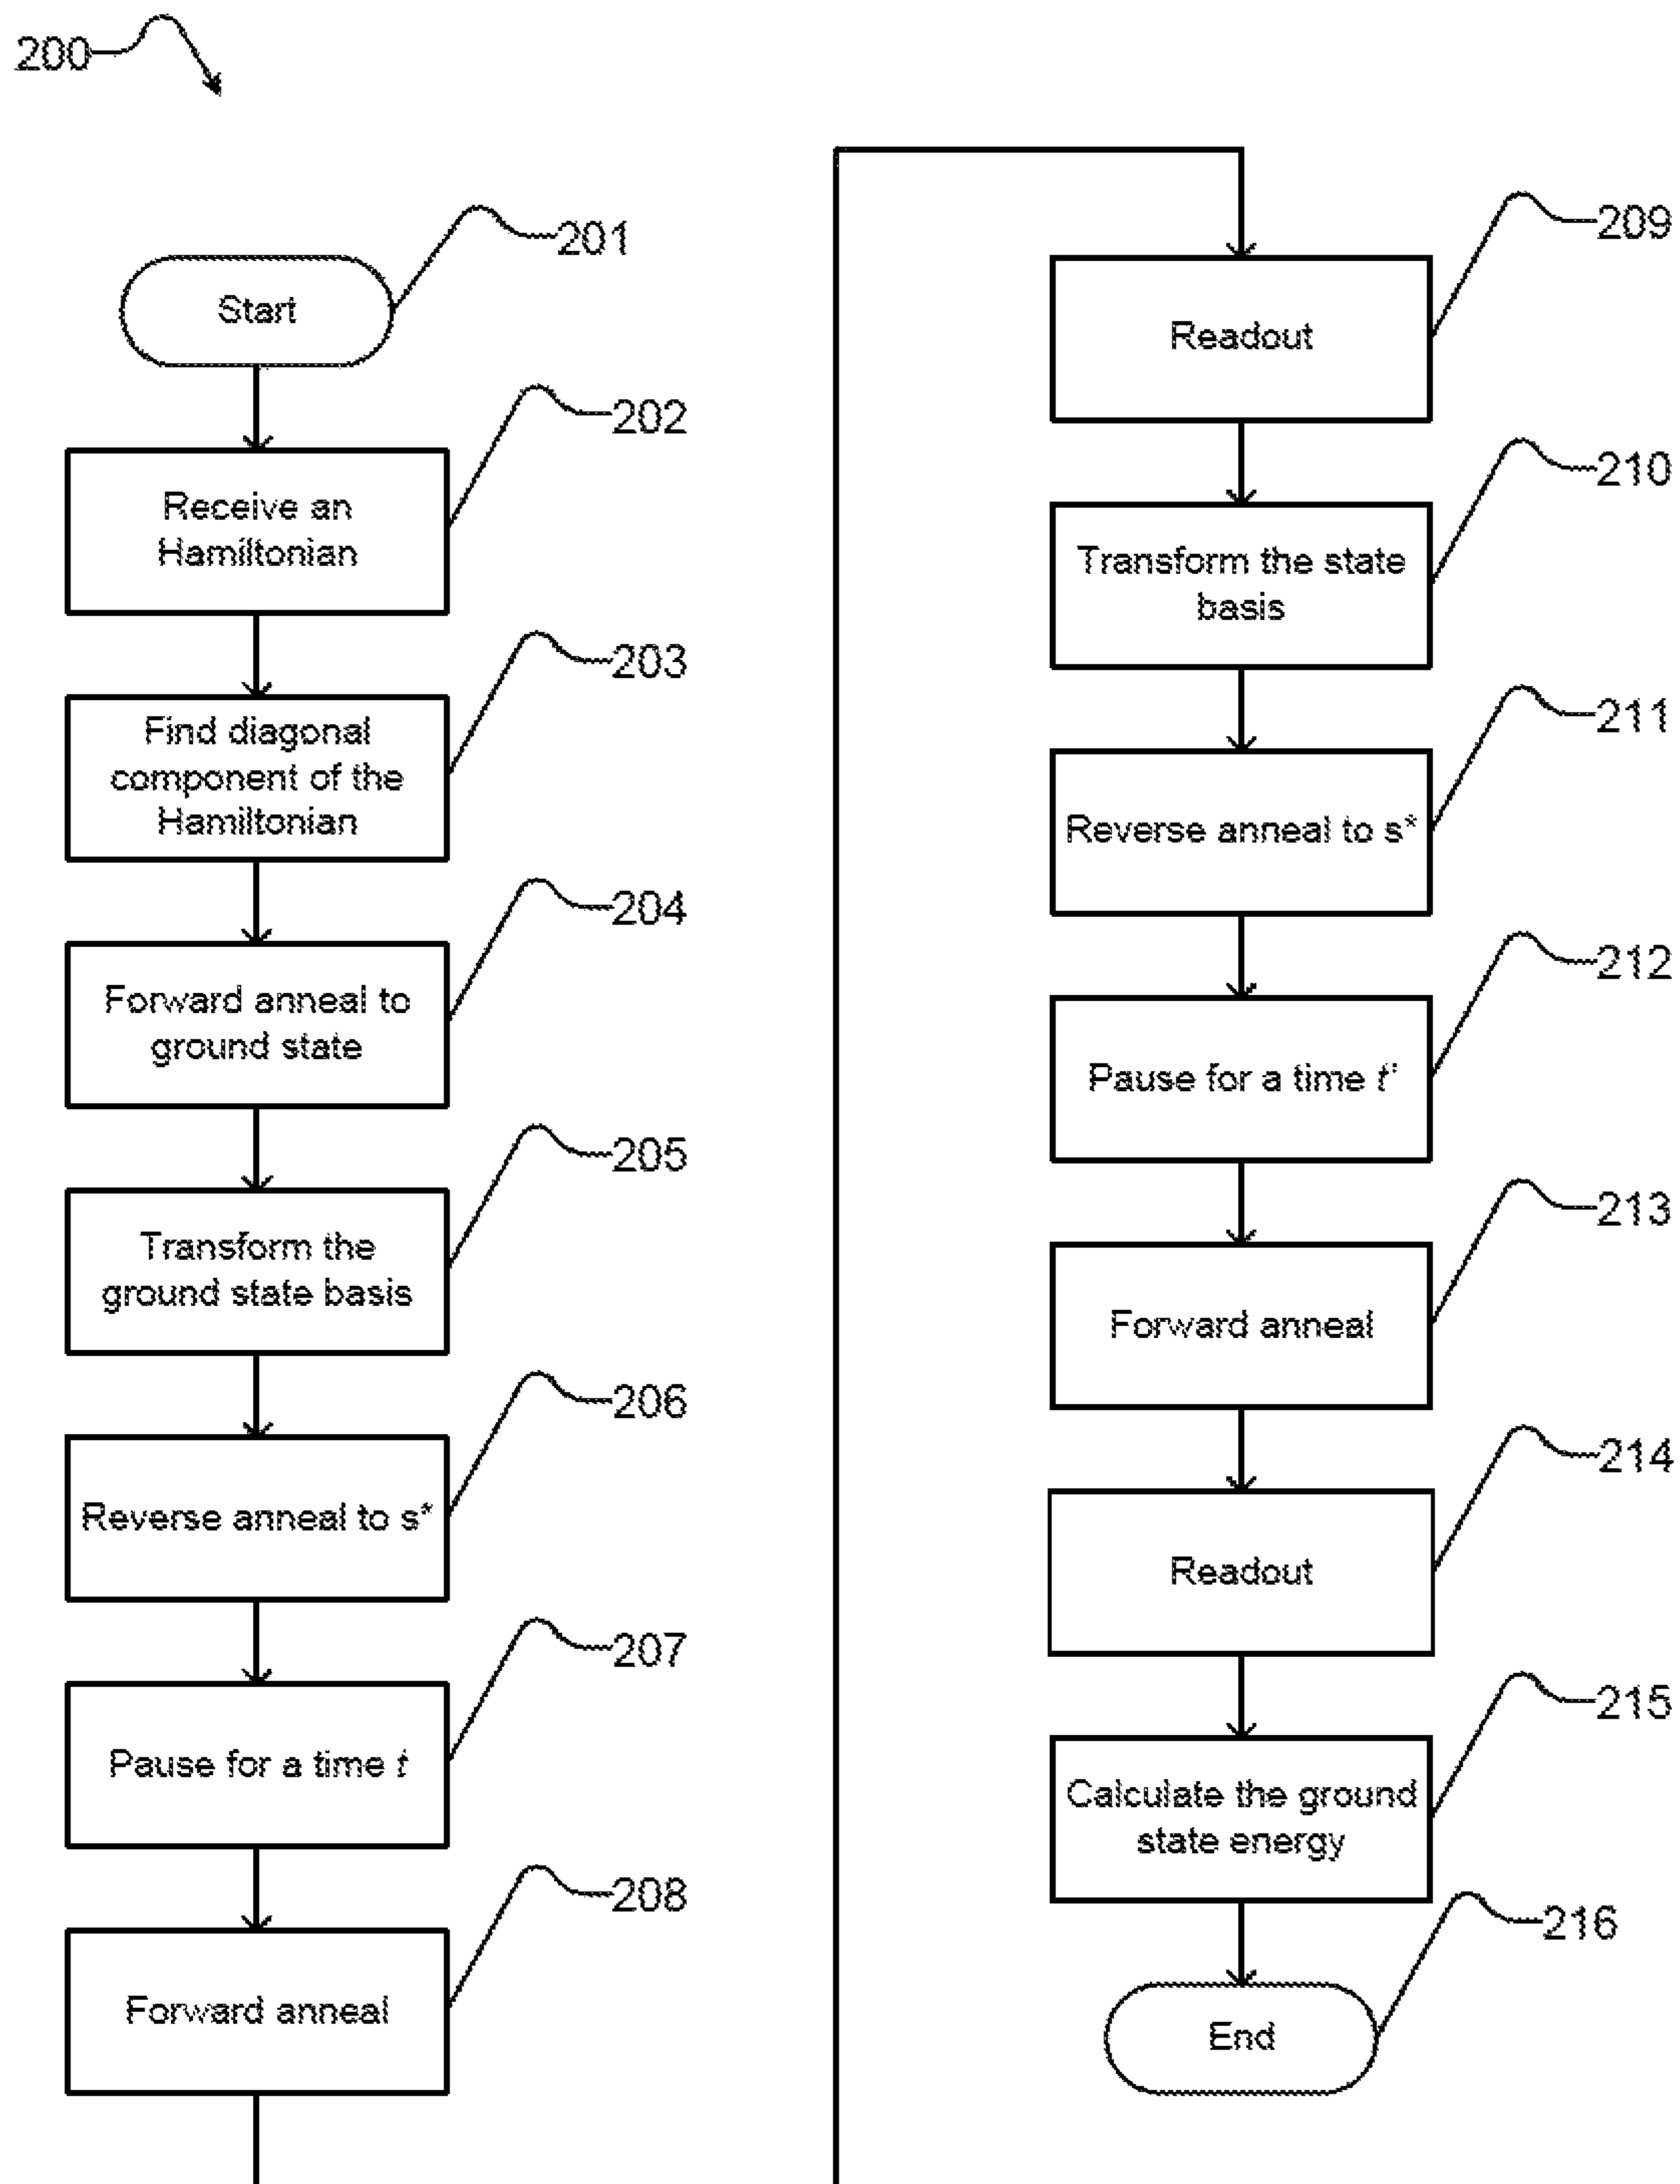 200
Start
201
Receive an
Hamiltonian
202
Find diagonal
component of the
Hamiltonian
203
Forward anneal to
ground state
204
Transform the
ground state basis
205
Reverse anneal to s*
206
Pause for a time t
207
Forward anneal
208
Readout
209
Transform the state
basis
210
Reverse anneal to s*
211
Pause for a time t'
212
Forward anneal
213
Readout
214
Calculate the ground
state energy
215
End
216